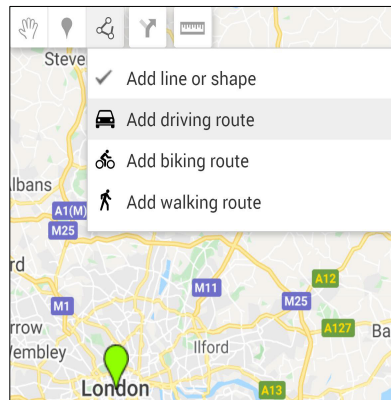 Steve
Add line or shape
Add driving route
Add biking route
Add walking route
lbans
A1(M)
M25
rd
M11
A12
M25
M1
A127
rrow
Ba
Ilford
Wembley
London
A13